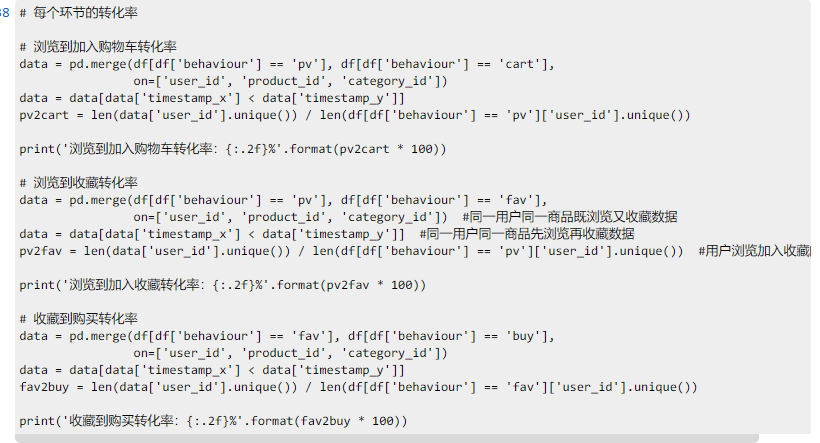 38
# 每个环节的转化率
# 浏览到加入购物车转化率
data = pd.merge(df[df['behaviour'] == 'pv'], df[df['behaviour'] == 'cart'],
on=['user_id', 'product_id', 'category_id'])
data = data[data['timestamp_x'] < data['timestamp_y']]
pv2cart = len(data['user_id'].unique()) / len(df[df['behaviour'] == 'pv']['user_id'].unique())
print('浏览到加入购物车转化率：{:.2f}%'.format(pv2cart * 100))
# 浏览到收藏转化率
data = pd.merge(df[df['behaviour'] == 'pv'], df[df['behaviour'] == 'fav'],
on=['user_id', 'product_id', 'category_id'])  #同一用户同一商品既浏览又收藏数据
data = data[data['timestamp_x'] < data['timestamp_y']]  #同一用户同一商品先浏览再收藏数据
pv2fav = len(data['user_id'].unique()) / len(df[df['behaviour'] == 'pv']['user_id'].unique())  #用户浏览加入收藏
print('浏览到加入收藏转化率：{:.2f}%'.format(pv2fav * 100))
# 收藏到购买转化率
data = pd.merge(df[df['behaviour'] == 'fav'], df[df['behaviour'] == 'buy'],
on=['user_id', 'product_id', 'category_id'])
data = data[data['timestamp_x'] < data['timestamp_y']]
fav2buy = len(data['user_id'].unique()) / len(df[df['behaviour'] == 'fav']['user_id'].unique())
print('收藏到购买转化率：{:.2f}%'.format(fav2buy * 100))